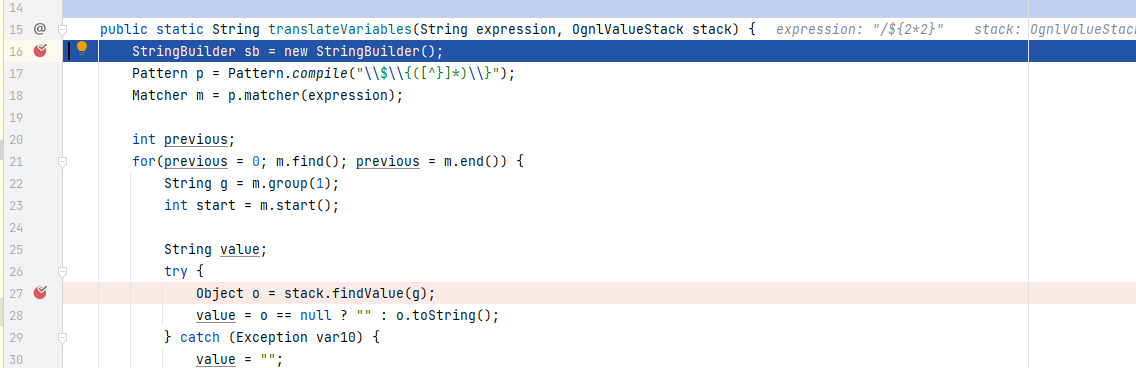 14
15 @ public static String translateVariables(String expression, OgnlValueStack stack) { expression: "/${2*2}" stack: OgnlValueStack
16 StringBuilder sb = new StringBuilder();
17 Pattern p = Pattern.compile("\\$\\{([^}]*)\\}");
18 Matcher m = p.matcher(expression);
19
20 int previous;
21 for(previous = 0; m.find(); previous = m.end()) {
22 String g = m.group(1);
23 int start = m.start();
24
25 String value;
26 try {
27 Object o = stack.findValue(g);
28 value = o == null ? "" : o.toString();
29 } catch (Exception var10) {
30 value = "";